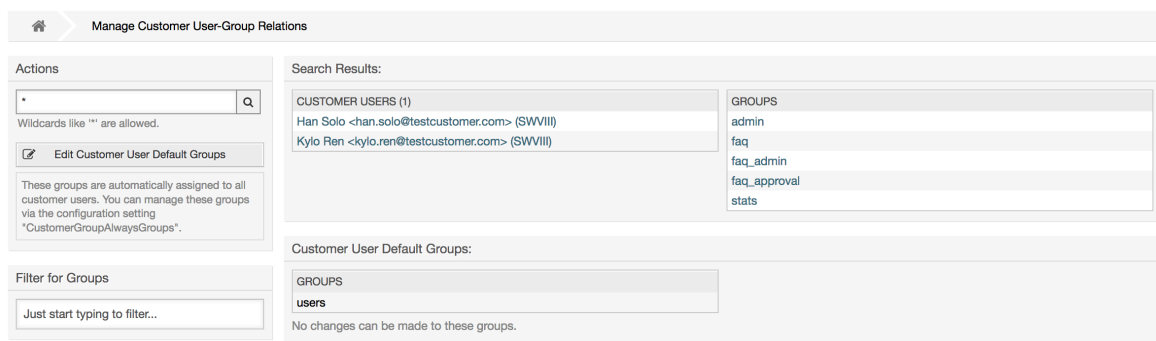 Manage Customer User-Group Relations
Actions
*
Wildcards like '*' are allowed.
Edit Customer User Default Groups
These groups are automatically assigned to all
customer users. You can manage these groups
via the configuration setting
"CustomerGroupAlwaysGroups".
Filter for Groups
Just start typing to filter...
Search Results:
CUSTOMER USERS (1)
Han Solo <han.solo@testcustomer.com> (SWVIII)
Kylo Ren <kylo.ren@testcustomer.com> (SWVIII)
GROUPS
admin
faq
faq_admin
faq_approval
stats
Customer User Default Groups:
GROUPS
users
No changes can be made to these groups.